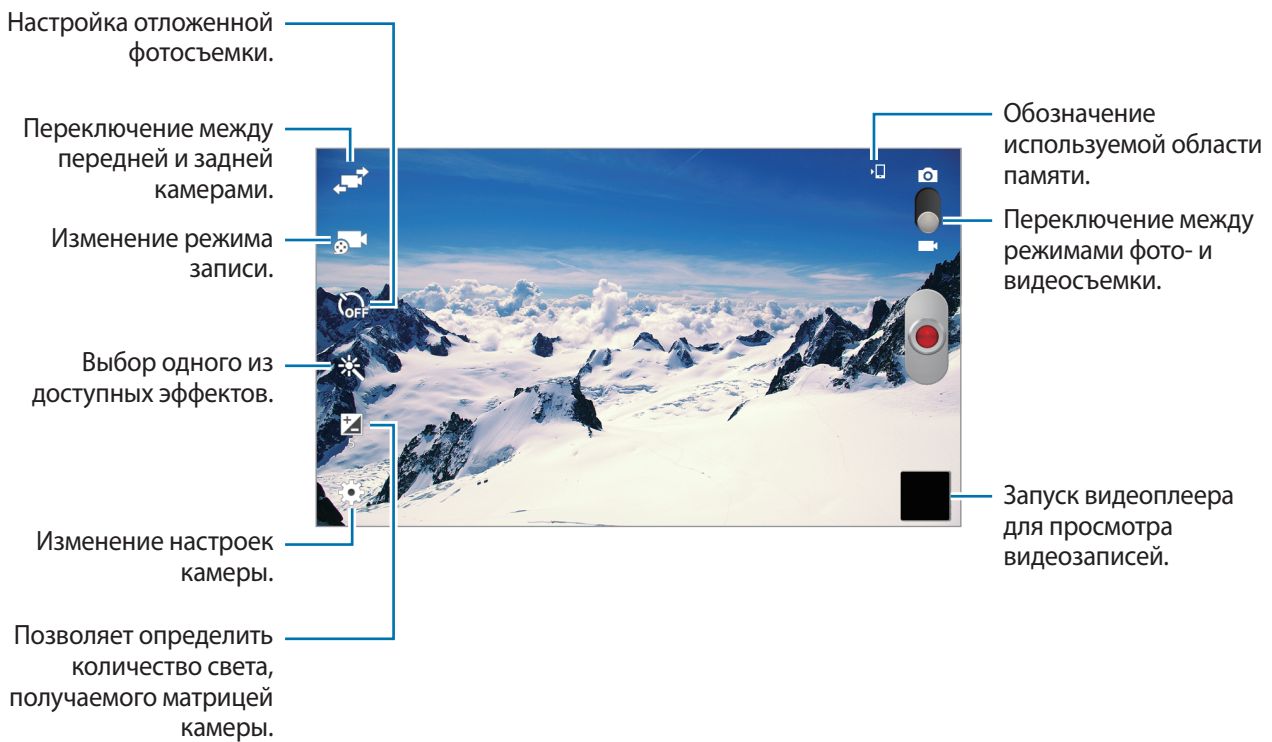 Настройка отложенной
фотосъемки.
Переключение между
передней и задней
камерами.
Изменение режима
записи.
OFF
Выбор одного из
доступных эффектов.
Изменение настроек
камеры.
Позволяет определить
количество света,
получаемого матрицей
камеры.
Обозначение
используемой области
памяти.
Переключение между
режимами фото- и
видеосъемки.
Запуск видеоплеера
для просмотра
видеозаписей.